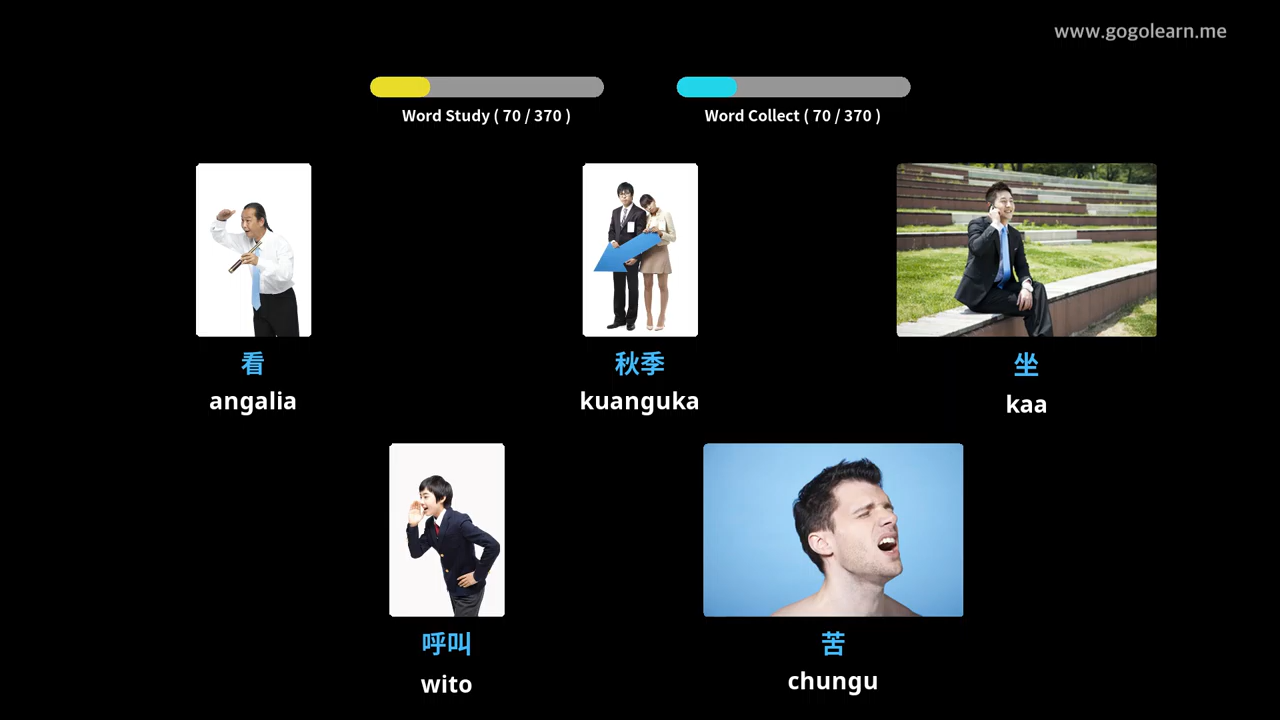 www.gogolearn.me
Word Study ( 70 / 370 )
Word Collect ( 70 / 370 )
看
angalia
秋季
kuanguka
坐
kaa
呼叫
wito
苦
chungu